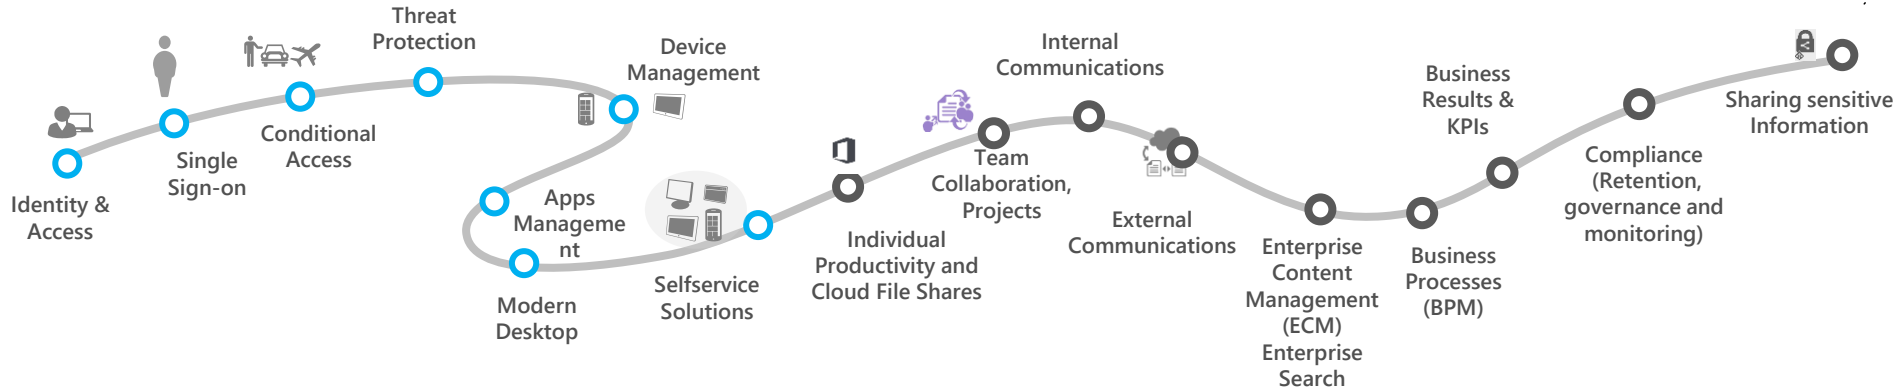 Identity &
Access
Single
Sign-on
Conditional
Access
Threat
Protection
Device
Management
Apps
Manageme
nt
Modern
Desktop
Selfservice
Solutions
Individual
Productivity and
Cloud File Shares
Team
Collaboration,
Projects
Internal
Communications
External
Communications
Enterprise
Content
Management
(ECM)
Enterprise
Search
Business
Processes
(BPM)
Business
Results &
KPIs
Compliance
(Retention,
governance and
monitoring)
Sharing sensitive
Information